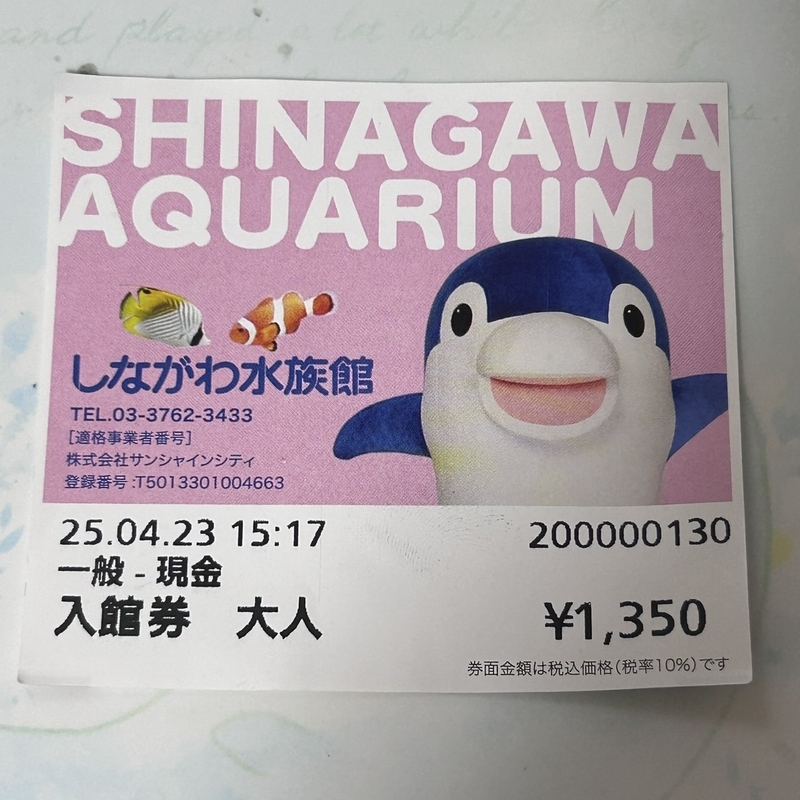 SHINAGAWA
AQUARIUM
しながわ水族館
TEL.03-3762-3433
［適格事業者番号］
株式会社サンシャインシティ
登録番号:T5013301004663
25.04.23 15:17
200000130
一般 - 現金
入館券　大人
¥1,350
券面金額は税込価格(税率10%)です